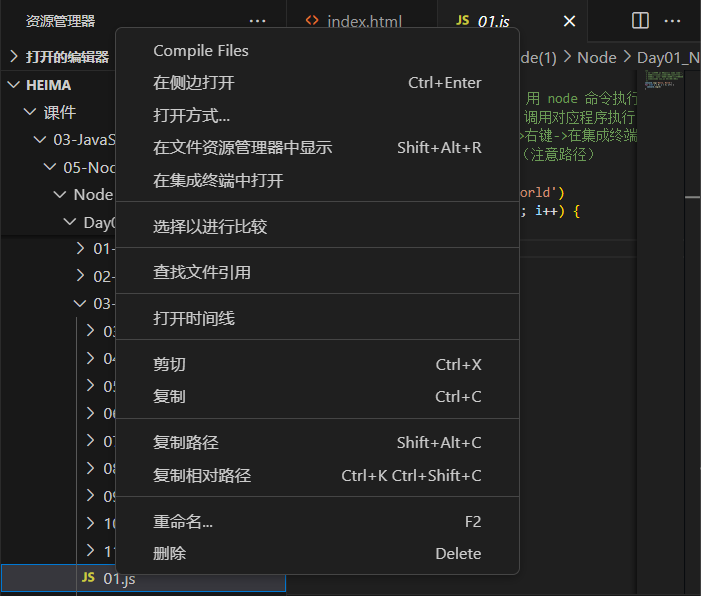 资源管理器 ...
index.html
JS 01.js
打开的编辑器
de(1) > Node > Day01_N
HEIMA
课件
03-JavaS
05-Nod
Node
Day0
01-
02-
03-
03
04
05
06
07
08
09
10
11
JS 01.js
Compile Files
在侧边打开 Ctrl+Enter
打开方式...
在文件资源管理器中显示 Shift+Alt+R
在集成终端中打开
选择以进行比较
查找文件引用
打开时间线
剪切 Ctrl+X
复制 Ctrl+C
复制路径 Shift+Alt+C
复制相对路径 Ctrl+K Ctrl+Shift+C
重命名... F2
删除 Delete
用 node 命令执行
调用对应程序执行
>右键->在集成终端
(注意路径)
orld')
; i++) {